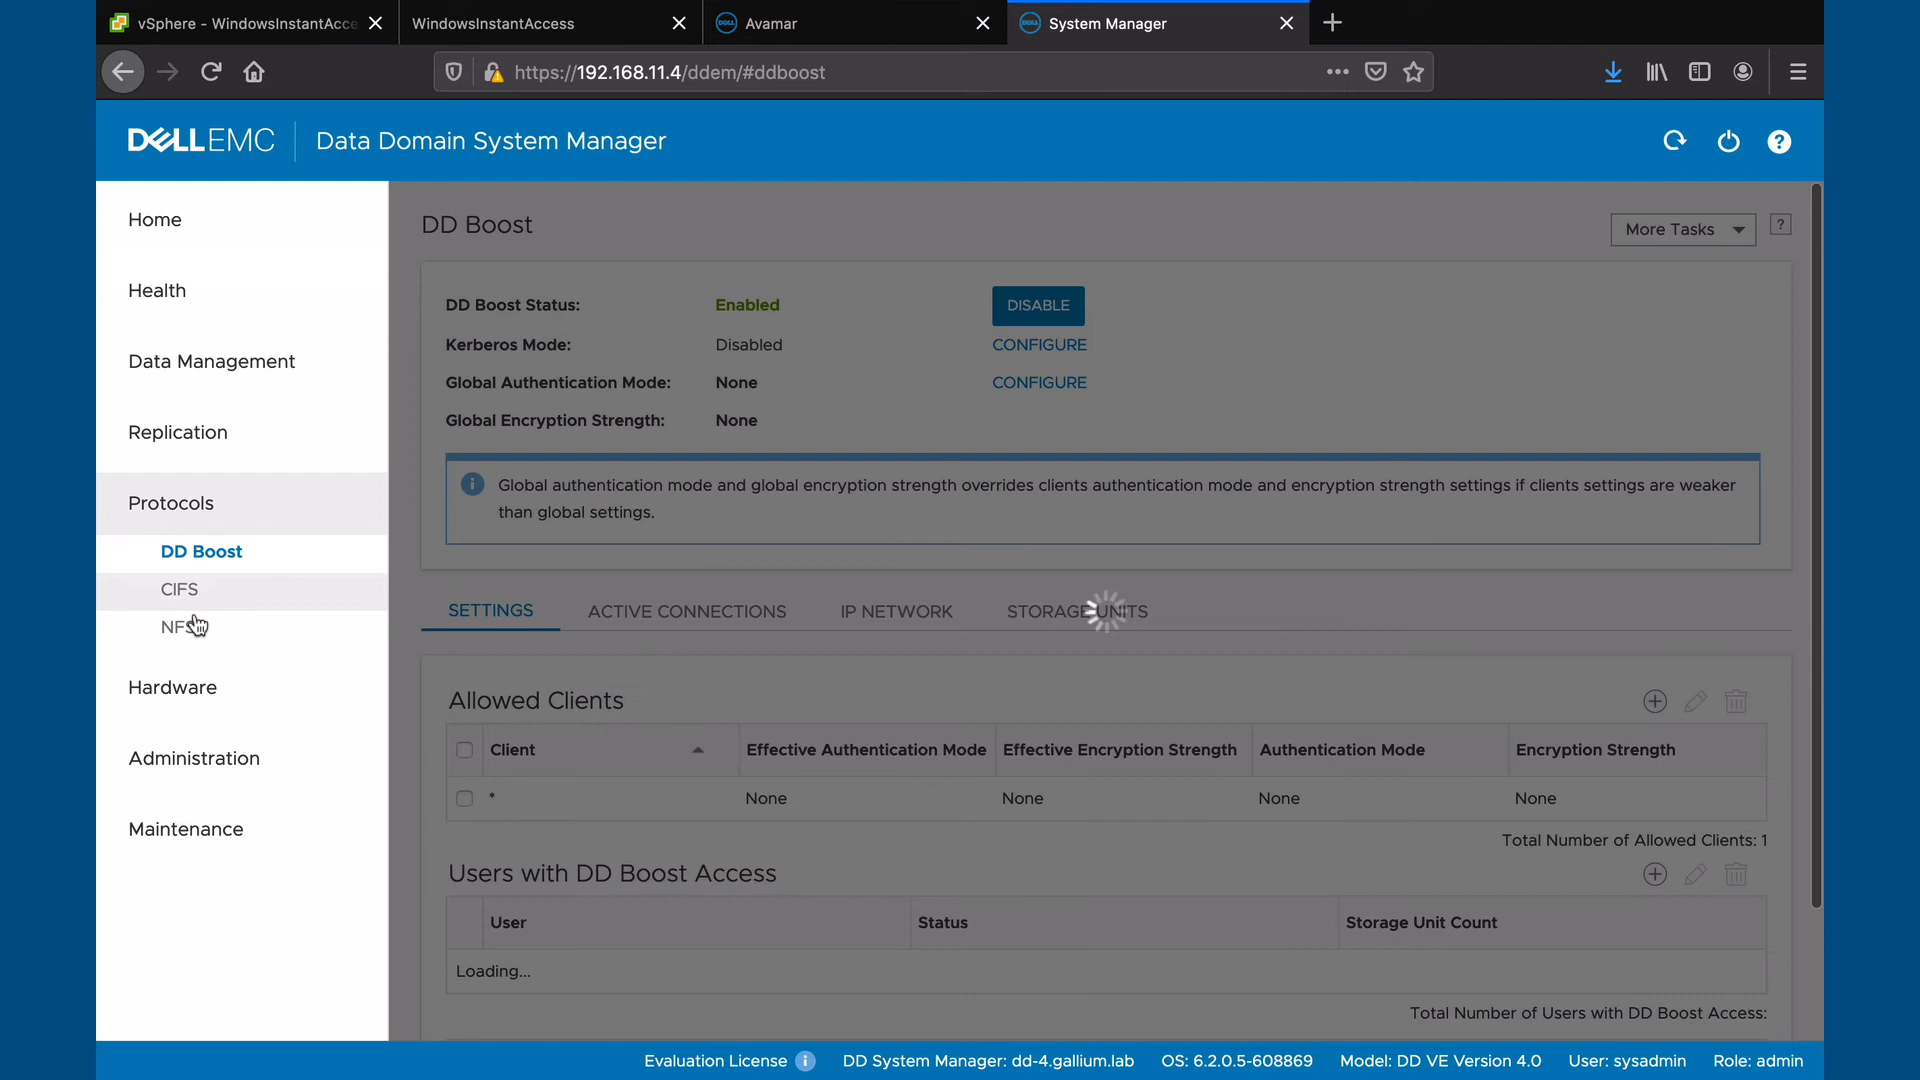 vSphere - WindowsInstantAcce
WindowsInstantAccess
Avamar
System Manager
https://192.168.11.4/ddem/#ddboost
DELLEMC
Data Domain System Manager
Home
Health
Data Management
Replication
Protocols
DD Boost
CIFS
NFS
Hardware
Administration
Maintenance
DD Boost
More Tasks
DD Boost Status: Enabled DISABLE
Kerberos Mode: Disabled CONFIGURE
Global Authentication Mode: None CONFIGURE
Global Encryption Strength: None
Global authentication mode and global encryption strength overrides clients authentication mode and encryption strength settings if clients settings are weaker
than global settings.
SETTINGS ACTIVE CONNECTIONS IP NETWORK STORAGE UNITS
Allowed Clients
Client Effective Authentication Mode Effective Encryption Strength Authentication Mode Encryption Strength
* None None None None
Total Number of Allowed Clients: 1
Users with DD Boost Access
User Status Storage Unit Count
Loading...
Total Number of Users with DD Boost Access:
Evaluation License DD System Manager: dd-4.gallium.lab OS: 6.2.0.5-608869 Model: DD VE Version 4.0 User: sysadmin Role: admin